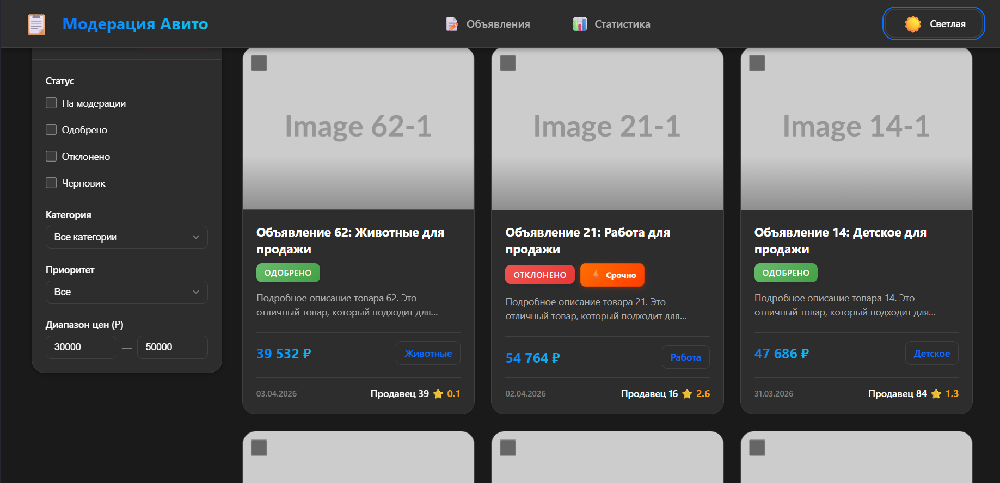 Модерация Авито
Объявления
Статистика
Светлая
Статус
На модерации
Одобрено
Отклонено
Черновик
Категория
Все категории
Приоритет
Все
Диапазон цен (₽)
30000 — 50000
Image 62-1
Объявление 62: Животные для
продажи
ОДОБРЕНО
Подробное описание товара 62. Это
отличный товар, который подходит для...
39 532 ₽
Животные
03.04.2026
Продавец 39 ⭐ 0.1
Image 21-1
Объявление 21: Работа для
продажи
ОТКЛОНЕНО
Срочно
Подробное описание товара 21. Это
отличный товар, который подходит для...
54 764 ₽
Работа
02.04.2026
Продавец 16 ⭐ 2.6
Image 14-1
Объявление 14: Детское для
продажи
ОДОБРЕНО
Подробное описание товара 14. Это
отличный товар, который подходит для...
47 686 ₽
Детское
31.03.2026
Продавец 84 ⭐ 1.3